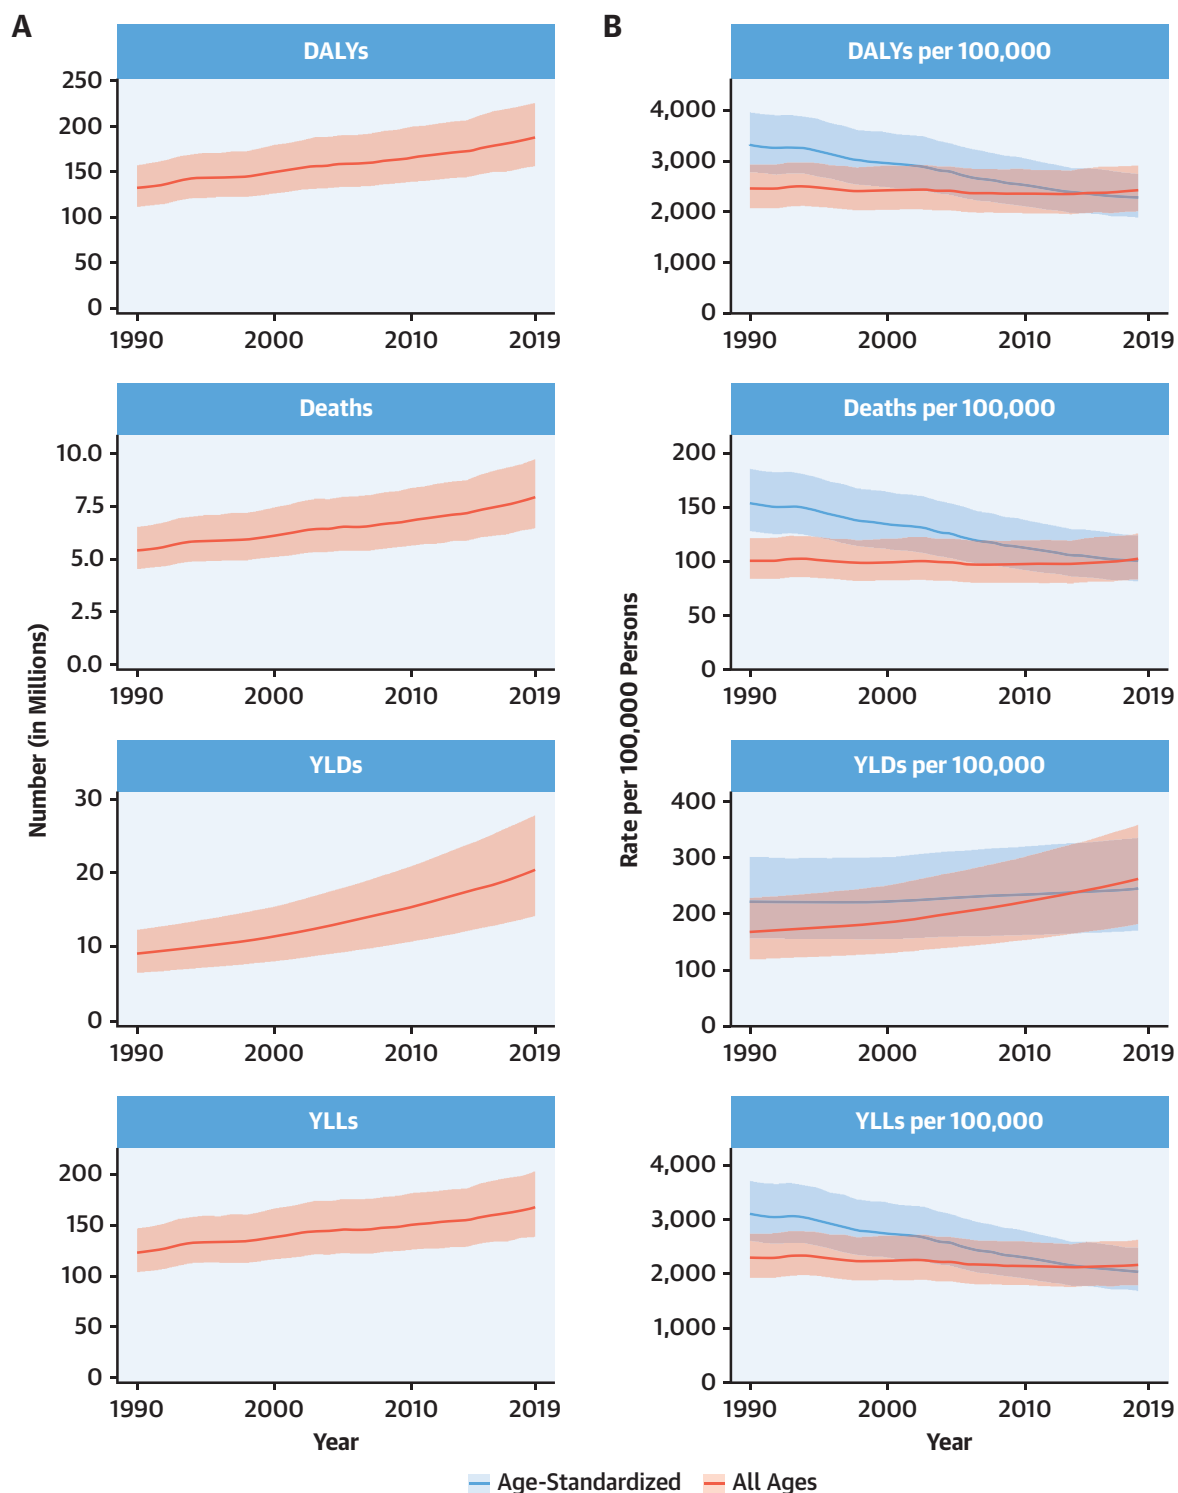 A
DALYs
250
200
150
100
50
0
1990 2000 2010 2019
Deaths
10.0
7.5
5.0
2.5
0.0
1990 2000 2010 2019
YLDs
30
20
10
0
1990 2000 2010 2019
YLLs
200
150
100
50
0
1990 2000 2010 2019
Year
Number (in Millions)
B
DALYs per 100,000
4,000
3,000
2,000
1,000
0
1990 2000 2010 2019
Deaths per 100,000
200
150
100
50
0
1990 2000 2010 2019
YLDs per 100,000
400
300
200
100
0
1990 2000 2010 2019
YLLs per 100,000
4,000
3,000
2,000
1,000
0
1990 2000 2010 2019
Year
Rate per 100,000 Persons
Age-Standardized All Ages